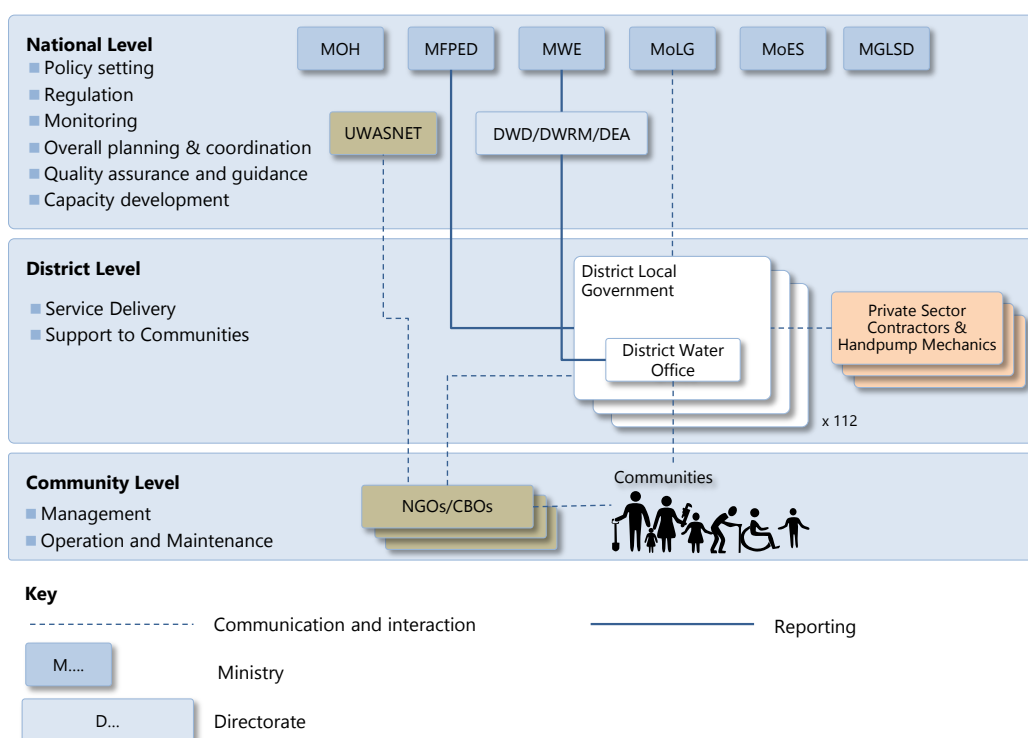 National Level
Policy setting
Regulation
Monitoring
Overall planning & coordination
Quality assurance and guidance
Capacity development
MOH
MFPED
MWE
MoLG
MoES
MGLSD
UWASNET
DWD/DWRM/DEA
District Level
Service Delivery
Support to Communities
District Local
Government
District Water
Office
x 112
Private Sector
Contractors &
Handpump Mechanics
Community Level
Management
Operation and Maintenance
NGOs/CBOs
Communities
Key
Communication and interaction
Reporting
M....
Ministry
D...
Directorate